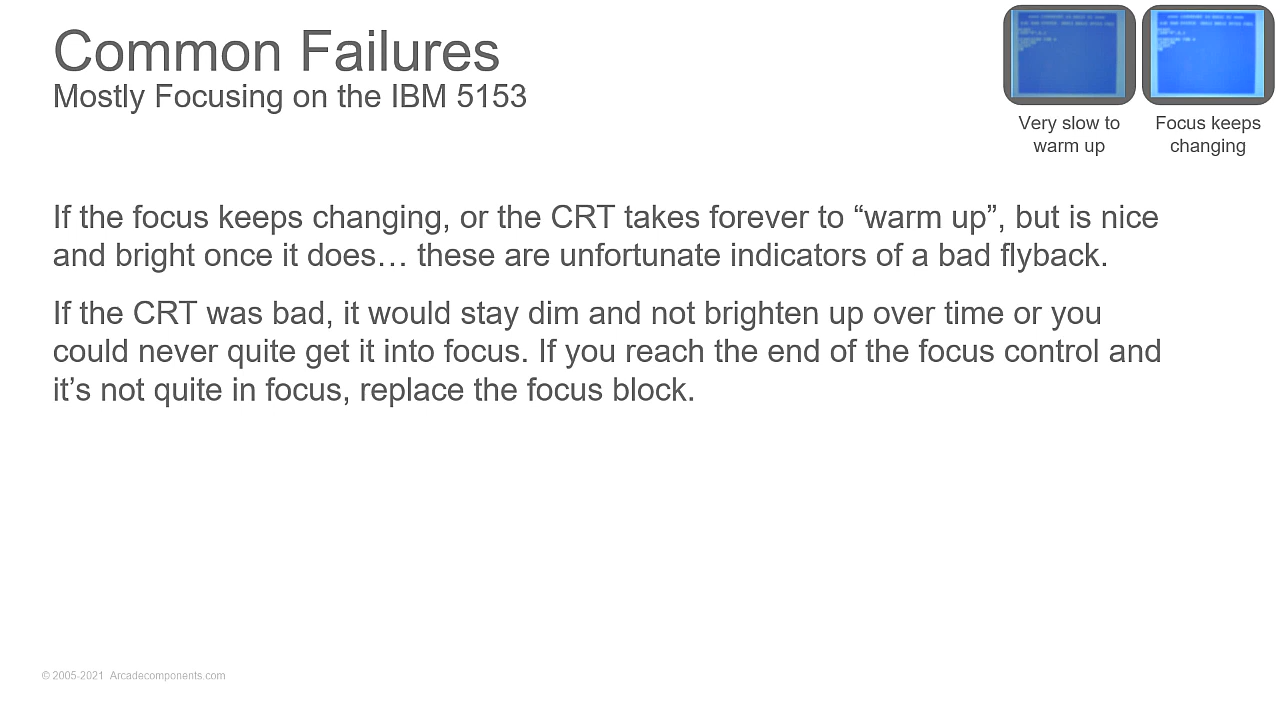 Common Failures
Mostly Focusing on the IBM 5153
Very slow to
warm up
Focus keeps
changing
If the focus keeps changing, or the CRT takes forever to “warm up”, but is nice
and bright once it does… these are unfortunate indicators of a bad flyback.
If the CRT was bad, it would stay dim and not brighten up over time or you
could never quite get it into focus. If you reach the end of the focus control and
it’s not quite in focus, replace the focus block.
© 2005-2021 Arcadecomponents.com